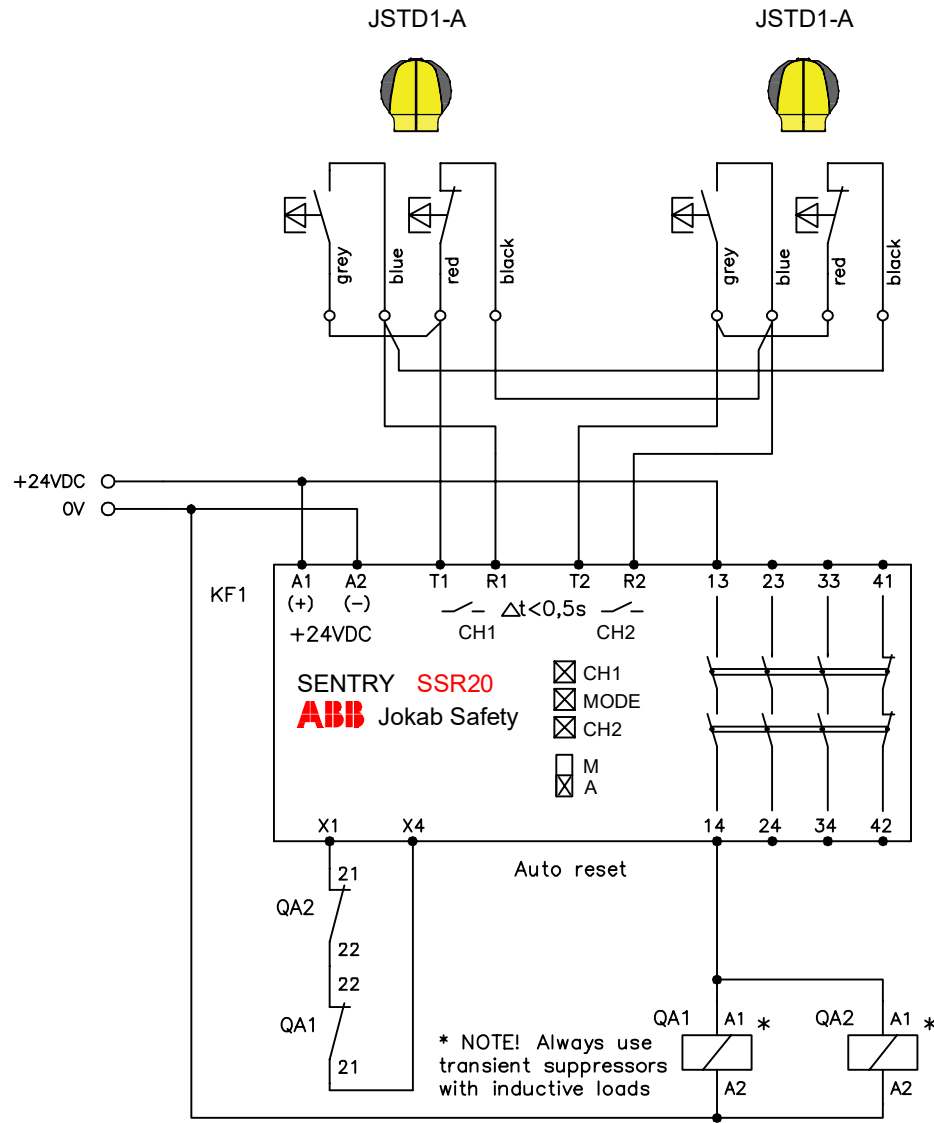 JSTD1-A JSTD1-A
grey blue red black grey blue red black
+24VDC
0V
KF1
A1 A2 T1 R1 T2 R2 13 23 33 41
(+) (-) Δt<0,5s
+24VDC CH1 CH2
SENTRY SSR20
ABB Jokab Safety
CH1
MODE
CH2
M
A
X1 X4 14 24 34 42
Auto reset
21
QA2
22
22
QA1
21
* NOTE! Always use
transient suppressors
with inductive loads
QA1 A1 * QA2 A1 *
A2 A2